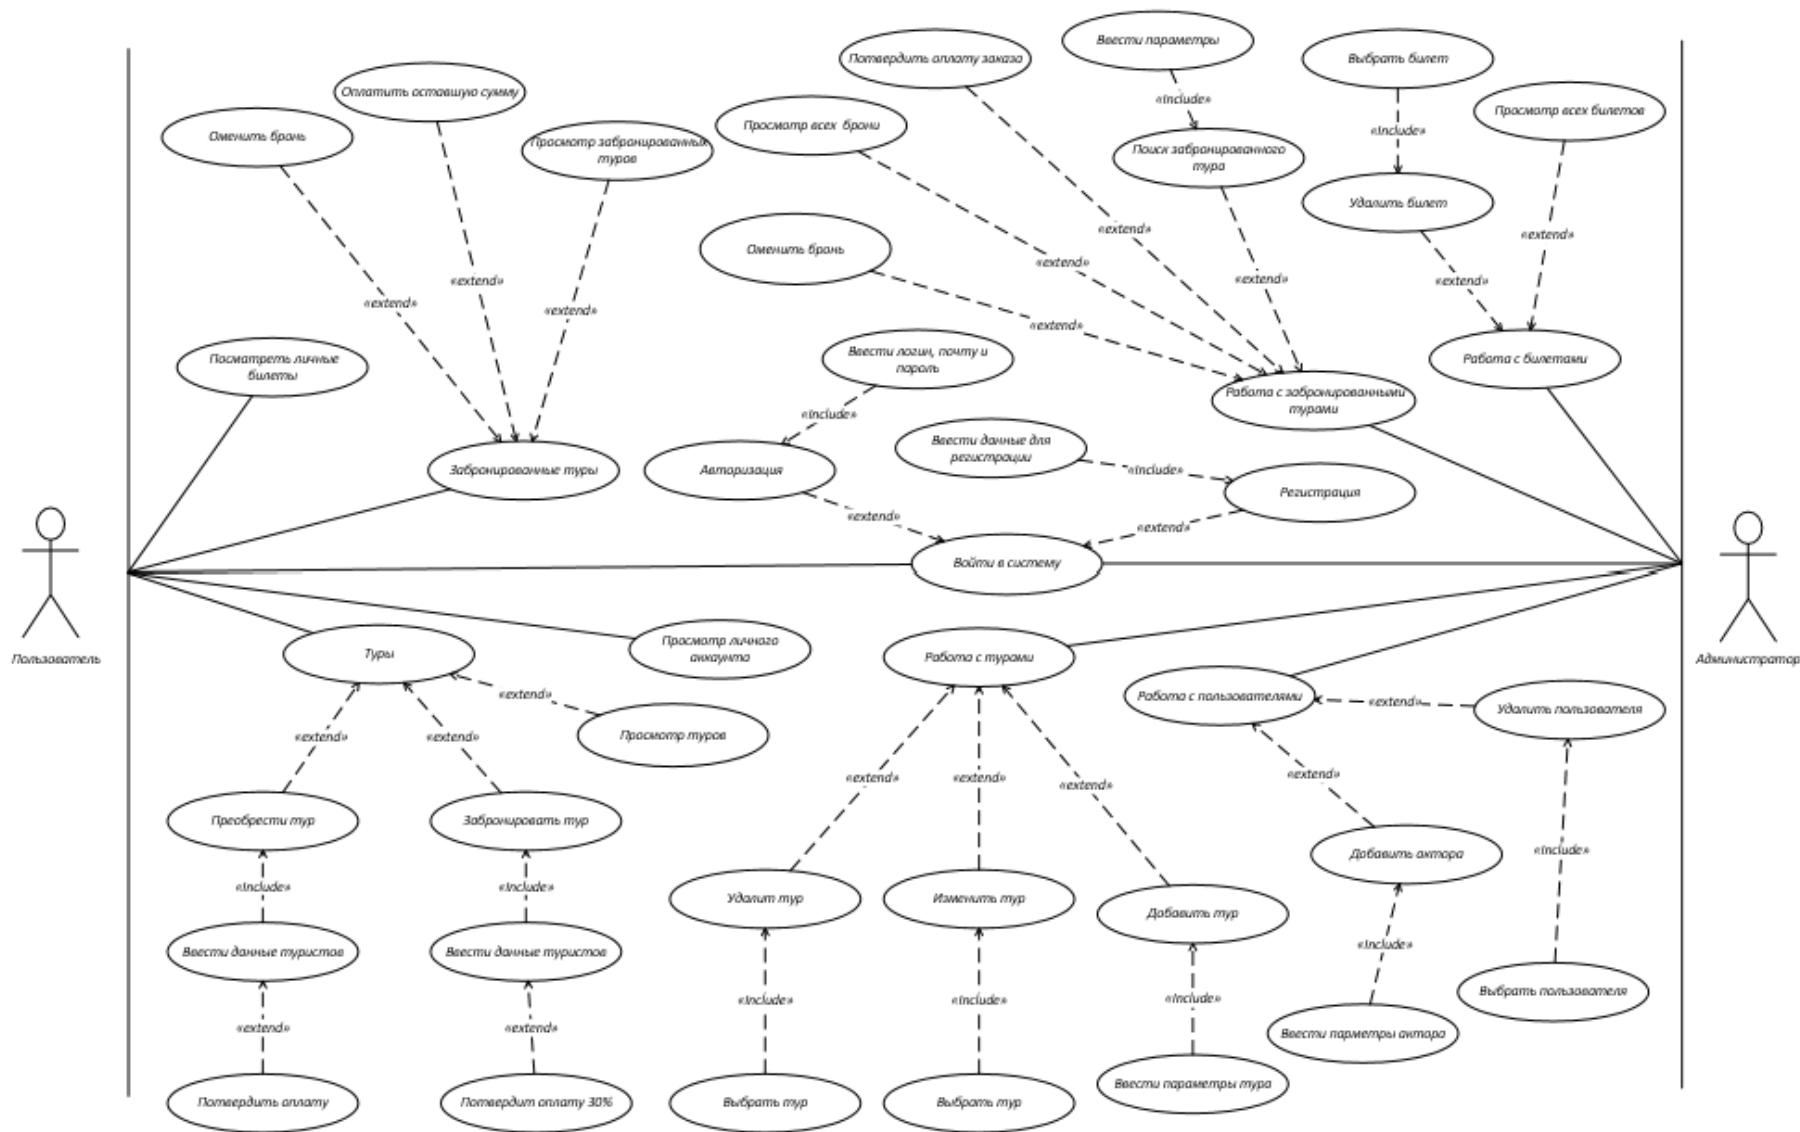 Ввести параметры
Потвердить оплату заказа
Выбрать билет
Оплатить оставшую сумму
«Include»
Просмотр всех билетов
Просмотр всех брони
Оменить бронь
«Include»
Просмотр забронированных
туров
Поиск забронированного
тура
Удалить билет
«extend»
«extend»
Оменить бронь
«extend»
«extend»
«extend»
«extend»
«extend»
«extend»
«extend»
«extend»
Посматреть личные
билеты
Ввести логин, почту и
пароль
Работа с билетами
Работа с забронированными
турами
«Include»
Ввести данные для
регистрации
Забронированные туры
Авторизация
«Include»
Регистрация
«extend»
«extend»
Войти в систему
Пользователь
Администратор
Туры
Просмотр личного
аккаунта
Работа с турами
«extend»
Работа с пользователями
«extend»
Удалить пользователя
«extend»
«extend»
Просмотр туров
«extend»
«extend»
«extend»
«extend»
Преобрести тур
Забронировать тур
Добавить актора
«Include»
«Include»
«Include»
Удалит тур
Изменить тур
Добавить тур
«Include»
Ввести данные туристов
Ввести данные туристов
«Include»
«Include»
«Include»
Выбрать пользователя
«extend»
«extend»
Ввести парметры актора
Ввести параметры тура
Потвердить оплату
Потвердит оплату 30%
Выбрать тур
Выбрать тур